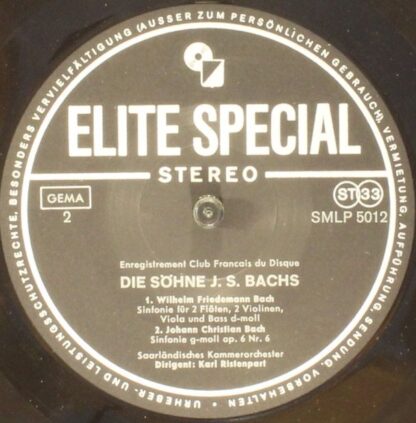 URHEBER- UND LEISTUNGSSCHUTZRECHTE, BESONDERS VERVIELFÄLTIGUNG (AUSSER ZUM PERSÖNLICHEN GEBRAUCH), VERMIETUNG, AUFFÜHRUNG, SENDUNG, VORBEHALTEN •
ELITE SPECIAL
STEREO
GEMA
2
ST 33
SMLP 5012
Enregistrement Club Francais du Disque
DIE SÖHNE J. S. BACHS
1. Wilhelm Friedemann Bach
Sinfonie für 2 Flöten, 2 Violinen,
Viola und Bass d-moll
2. Johann Christian Bach
Sinfonie g-moll op. 6 Nr. 6
Saarländisches Kammerorchester
Dirigent: Karl Ristenpart